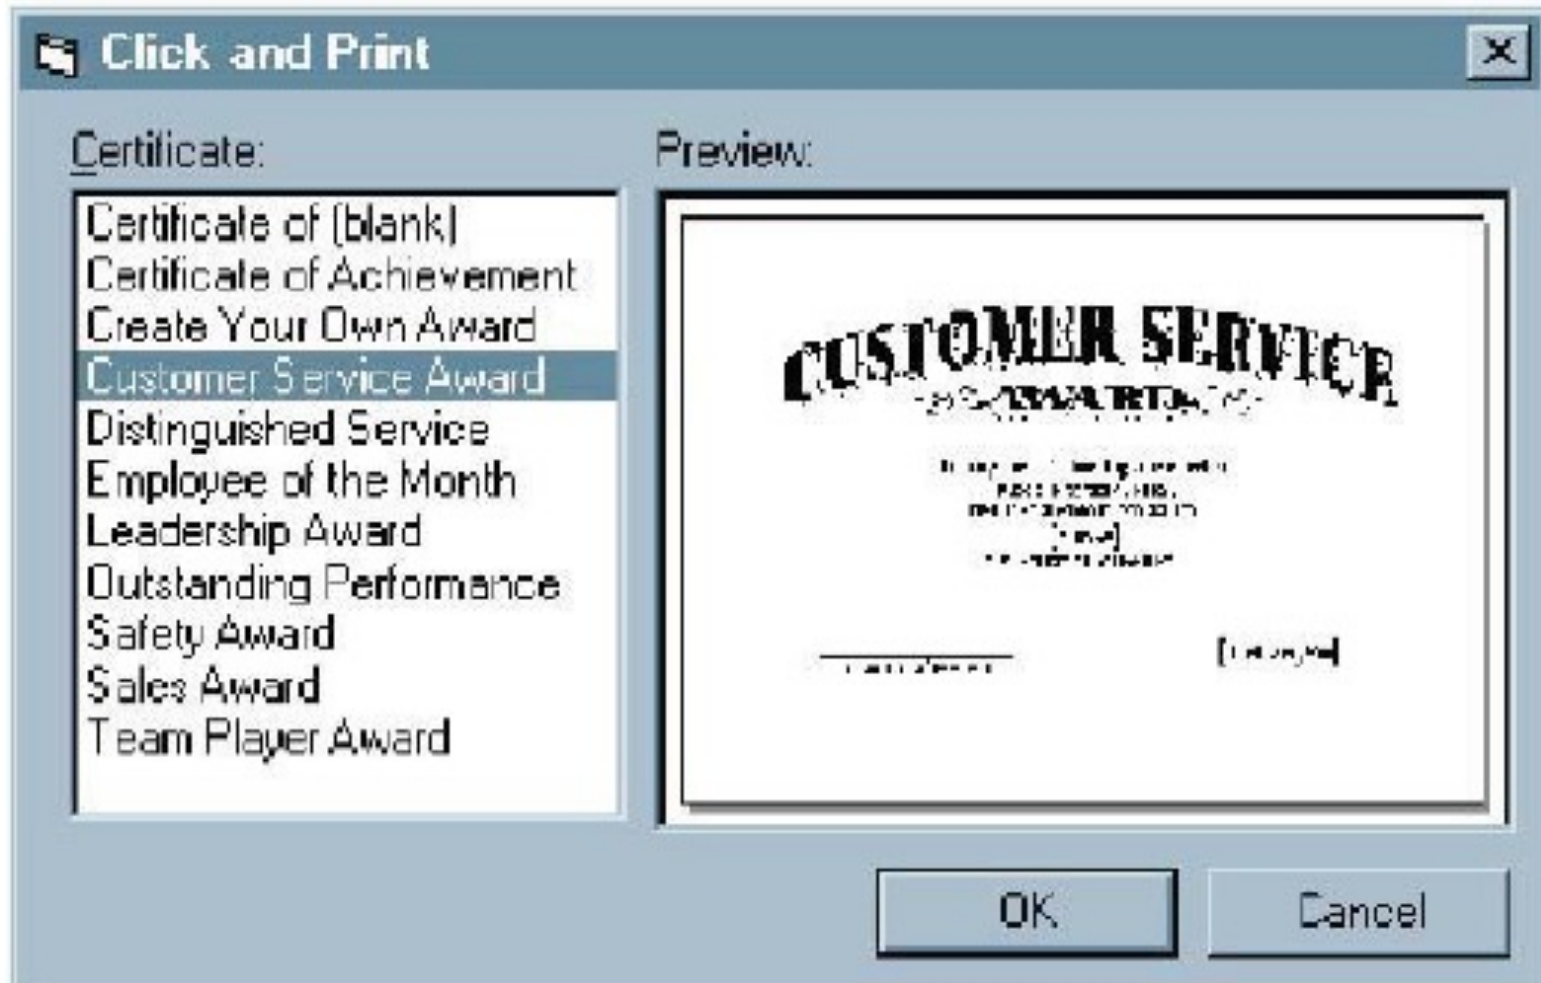 Click and Print
Certificate:
Certificate of (blank)
Certificate of Achievement
Create Your Own Award
Customer Service Award
Distinguished Service
Employee of the Month
Leadership Award
Outstanding Performance
Safety Award
Sales Award
Team Player Award
Preview:
CUSTOMER SERVICE
AWARD
OK
Cancel